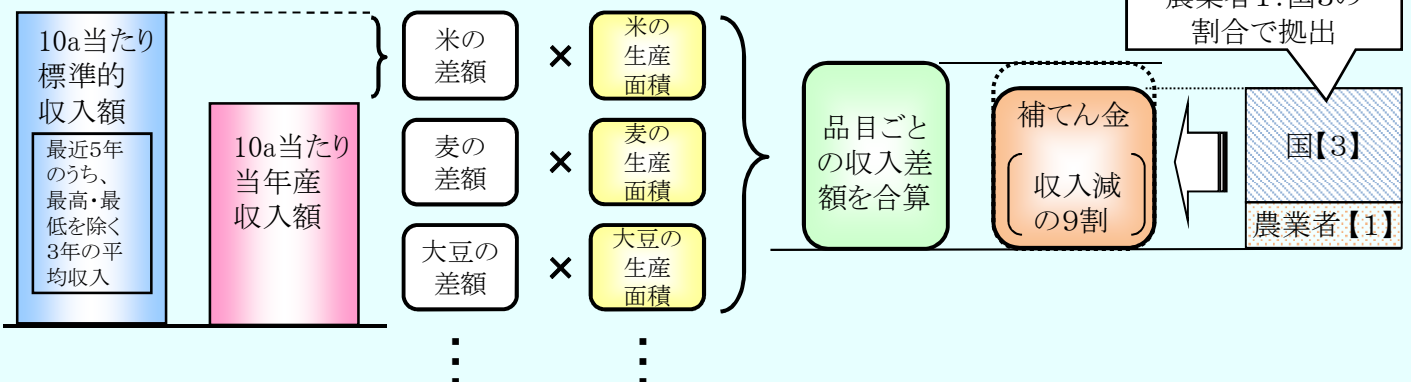 10a当たり
標準的
収入額
最近5年
のうち、
最高・最
低を除く
3年の平
均収入
10a当たり
当年産
収入額
米の
差額
×
米の
生産
面積
麦の
差額
×
麦の
生産
面積
大豆の
差額
×
大豆の
生産
面積
品目ごと
の収入差
額を合算
補てん金
収入減
の9割
農業者1:国3の
割合で拠出
国【3】
農業者【1】